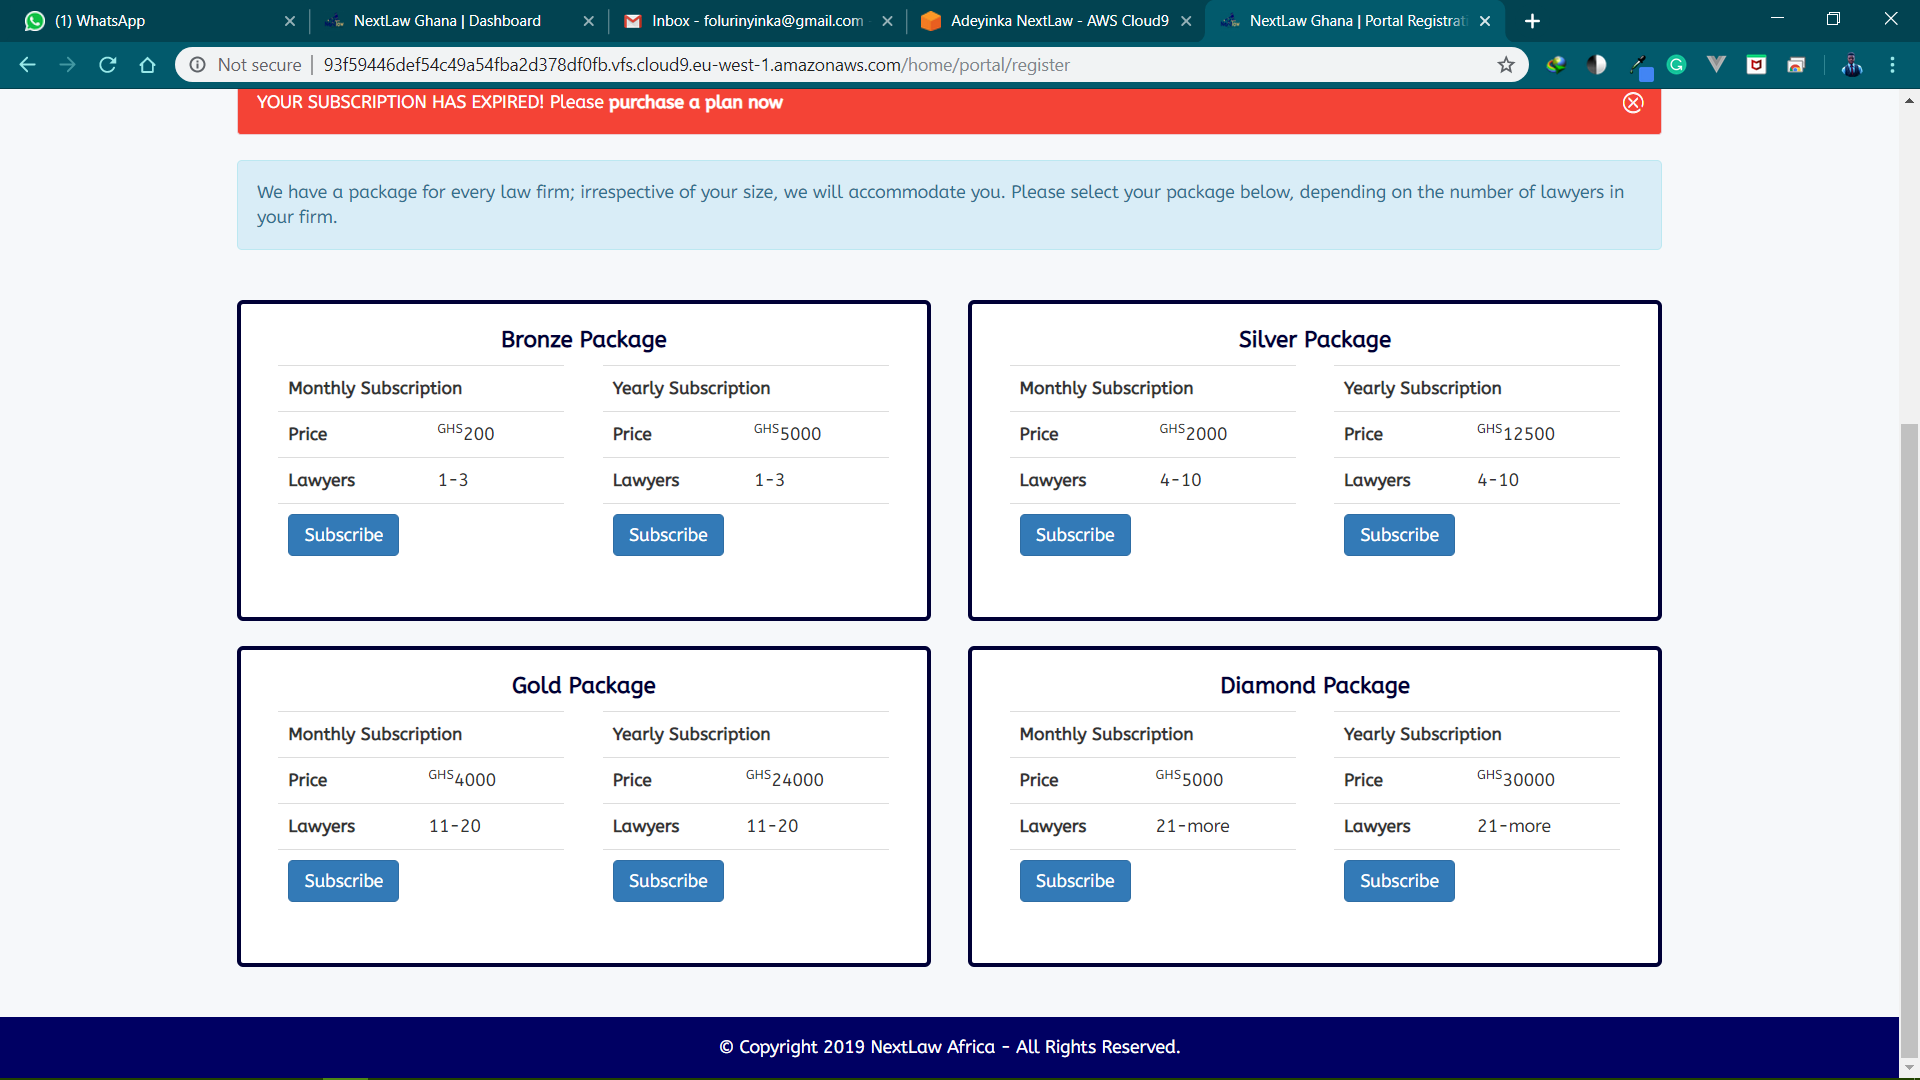 (1) WhatsApp
NextLaw Ghana | Dashboard
Inbox - folurinyinka@gmail.com
Adeyinka NextLaw - AWS Cloud9
NextLaw Ghana | Portal Registrati
Not secure | 93f59446def54c49a54fba2d378df0fb.vfs.cloud9.eu-west-1.amazonaws.com/home/portal/register
YOUR SUBSCRIPTION HAS EXPIRED! Please purchase a plan now
We have a package for every law firm; irrespective of your size, we will accommodate you. Please select your package below, depending on the number of lawyers in
your firm.
Bronze Package
Monthly Subscription
Price GHS200
Lawyers 1-3
Subscribe
Yearly Subscription
Price GHS5000
Lawyers 1-3
Subscribe
Silver Package
Monthly Subscription
Price GHS2000
Lawyers 4-10
Subscribe
Yearly Subscription
Price GHS12500
Lawyers 4-10
Subscribe
Gold Package
Monthly Subscription
Price GHS4000
Lawyers 11-20
Subscribe
Yearly Subscription
Price GHS24000
Lawyers 11-20
Subscribe
Diamond Package
Monthly Subscription
Price GHS5000
Lawyers 21-more
Subscribe
Yearly Subscription
Price GHS30000
Lawyers 21-more
Subscribe
© Copyright 2019 NextLaw Africa - All Rights Reserved.